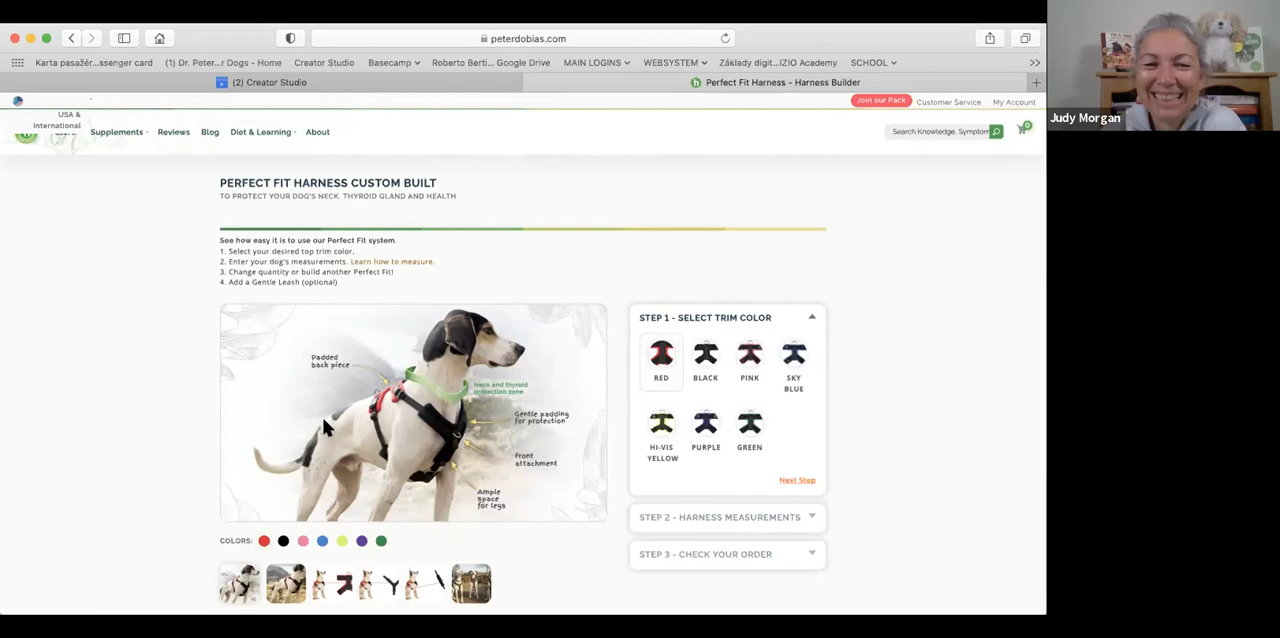 peterdobias.com
Karta pasažér...ssenger card
(1) Dr. Peter...r Dogs - Home
Creator Studio
Basecamp
Roberto Berti... Google Drive
MAIN LOGINS
WEBSYSTEM
Základy digit...IZIO Academy
SCHOOL
(2) Creator Studio
Perfect Fit Harness - Harness Builder
Join our Pack
Customer Service
My Account
USA &
International
Supplements
Reviews
Blog
Diet & Learning
About
Search Knowledge, Symptom
0
Judy Morgan
PERFECT FIT HARNESS CUSTOM BUILT
TO PROTECT YOUR DOG'S NECK, THYROID GLAND AND HEALTH
See how easy it is to use our Perfect Fit system.
1. Select your desired top trim color.
2. Enter your dog's measurements. Learn how to measure.
3. Change quantity or build another Perfect Fit!
4. Add a Gentle Leash (optional)
Padded
back piece
Neck and thyroid
protection zone
Gentle padding
for protection
Front
attachment
Ample
space
for legs
COLORS:
STEP 1 - SELECT TRIM COLOR
RED
BLACK
PINK
SKY
BLUE
HI-VIS
YELLOW
PURPLE
GREEN
Next Step
STEP 2 - HARNESS MEASUREMENTS
STEP 3 - CHECK YOUR ORDER